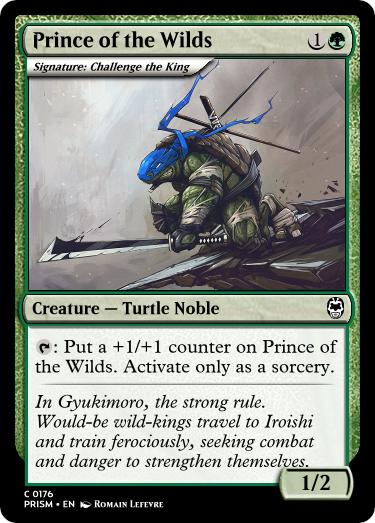 Prince of the Wilds 1
Signature: Challenge the King
Creature — Turtle Noble
: Put a +1/+1 counter on Prince of
the Wilds. Activate only as a sorcery.
In Gyukimoro, the strong rule.
Would-be wild-kings travel to Iroishi
and train ferociously, seeking combat
and danger to strengthen themselves.
1/2
C 0176
PRISM • EN Romain Lefevre